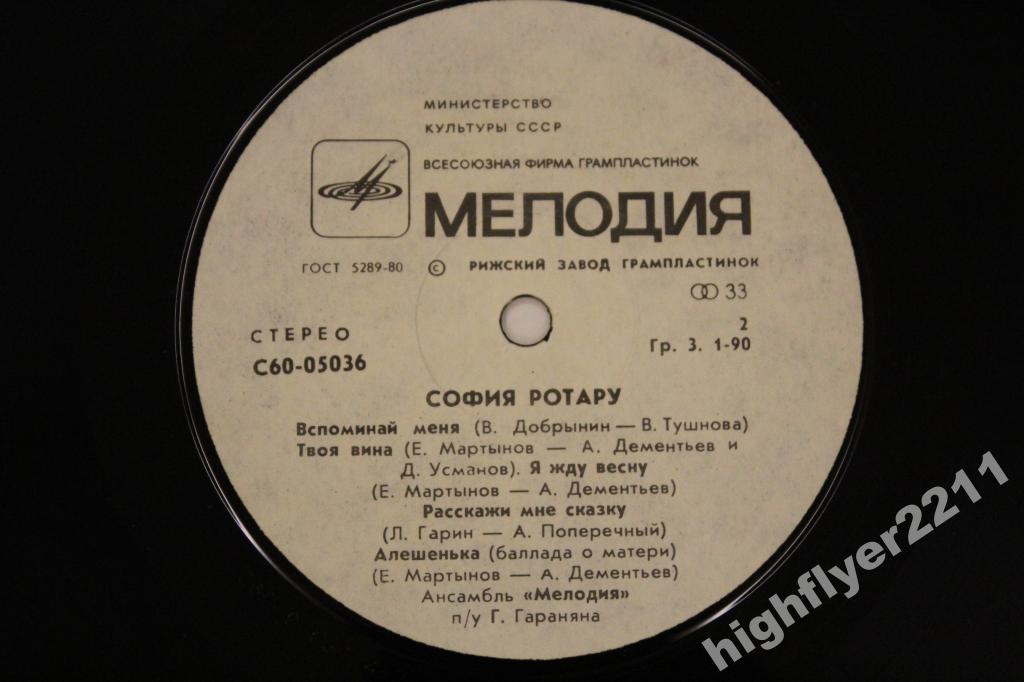 МИНИСТЕРСТВО
КУЛЬТУРЫ СССР
ВСЕСОЮЗНАЯ ФИРМА ГРАМПЛАСТИНОК
МЕЛОДИЯ
ГОСТ 5289-80 © РИЖСКИЙ ЗАВОД ГРАМПЛАСТИНОК
33
СТЕРЕО
2
С60-05036
Гр. 3. 1-90
СОФИЯ РОТАРУ
Вспоминай меня (В. Добрынин — В. Тушнова)
Твоя вина (Е. Мартынов — А. Дементьев и
Д. Усманов). Я жду весну
(Е. Мартынов — А. Дементьев)
Расскажи мне сказку
(Л. Гарин — А. Поперечный)
Алешенька (баллада о матери)
(Е. Мартынов — А. Дементьев)
Ансамбль «Мелодия»
п/у Г. Гараняна
highflyer2211